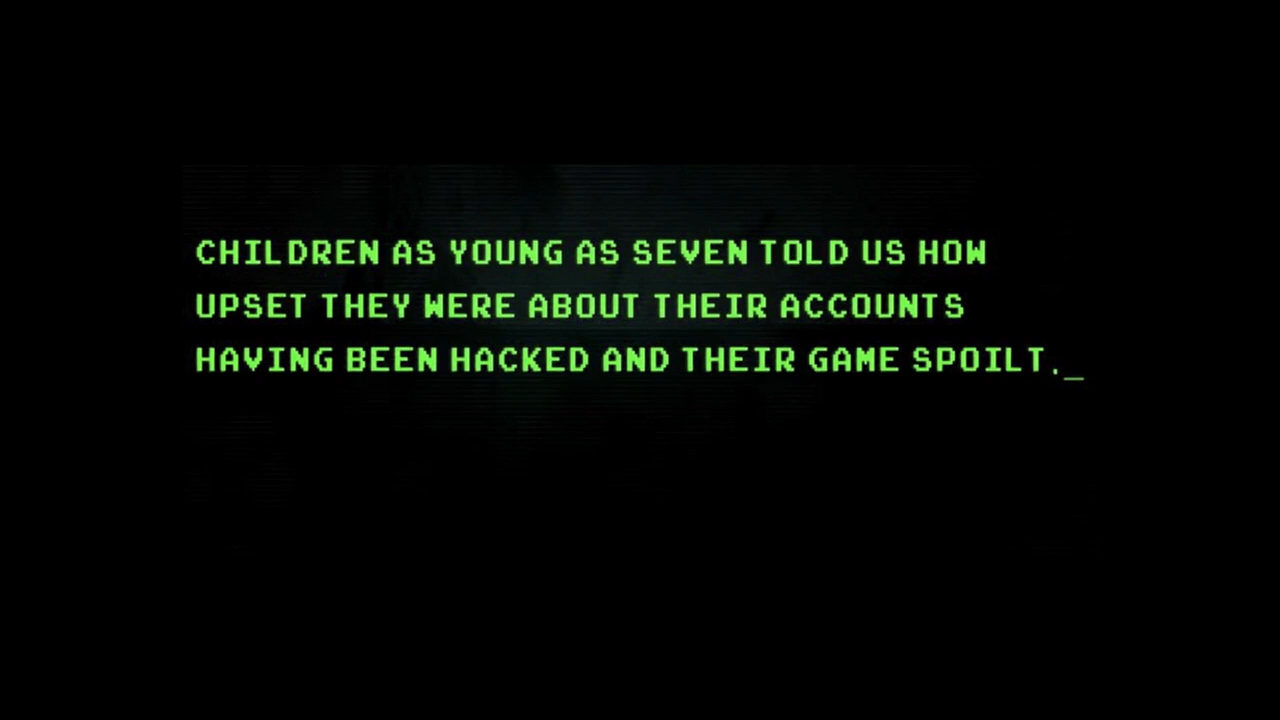 CHILDREN AS YOUNG AS SEVEN TOLD US HOW
UPSET THEY WERE ABOUT THEIR ACCOUNTS
HAVING BEEN HACKED AND THEIR GAME SPOILT._